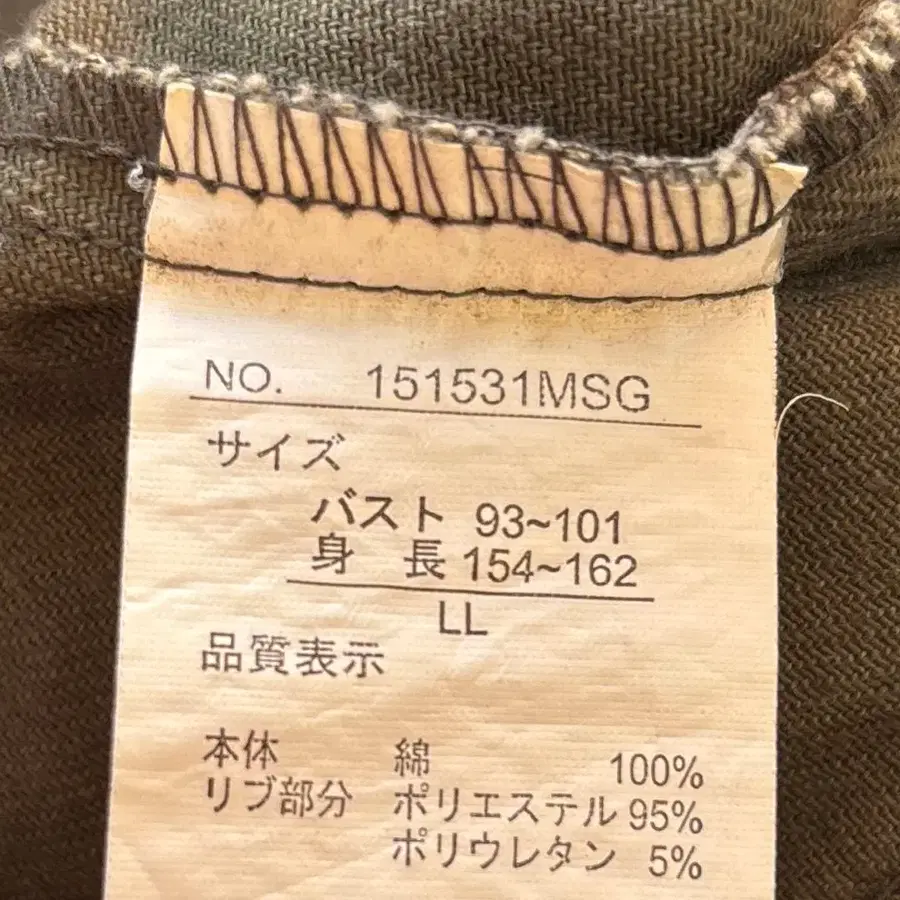 NO. 151531MSG
サイズ
バスト 93~101
身 長 154~162
LL
品質表示
本体 綿 100%
リブ部分 ポリエステル 95%
ポリウレタン 5%